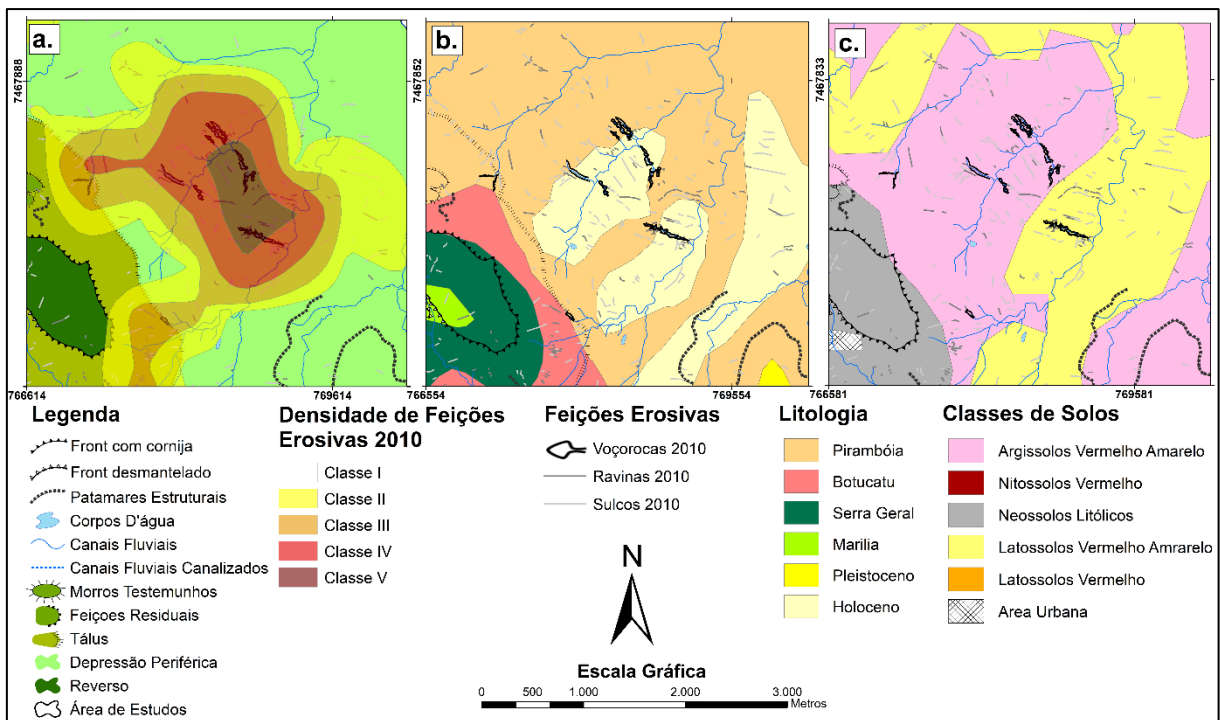 a.
b.
c.
7467888
7467852
7467833
766614
769614
766554
769554
766581
769581
Legenda
Front com cornija
Front desmantelado
Patamares Estruturais
Corpos D'água
Canais Fluviais
Canais Fluviais Canalizados
Morros Testemunhos
Feiçoes Residuais
Tálus
Depressão Periférica
Reverso
Área de Estudos
Densidade de Feições
Erosivas 2010
Classe I
Classe II
Classe III
Classe IV
Classe V
Feições Erosivas
Voçorocas 2010
Ravinas 2010
Sulcos 2010
N
Escala Gráfica
0 500 1.000 2.000 3.000
Metros
Litologia
Pirambóia
Botucatu
Serra Geral
Marilia
Pleistoceno
Holoceno
Classes de Solos
Argissolos Vermelho Amarelo
Nitossolos Vermelho
Neossolos Litólicos
Latossolos Vermelho Amrarelo
Latossolos Vermelho
Area Urbana